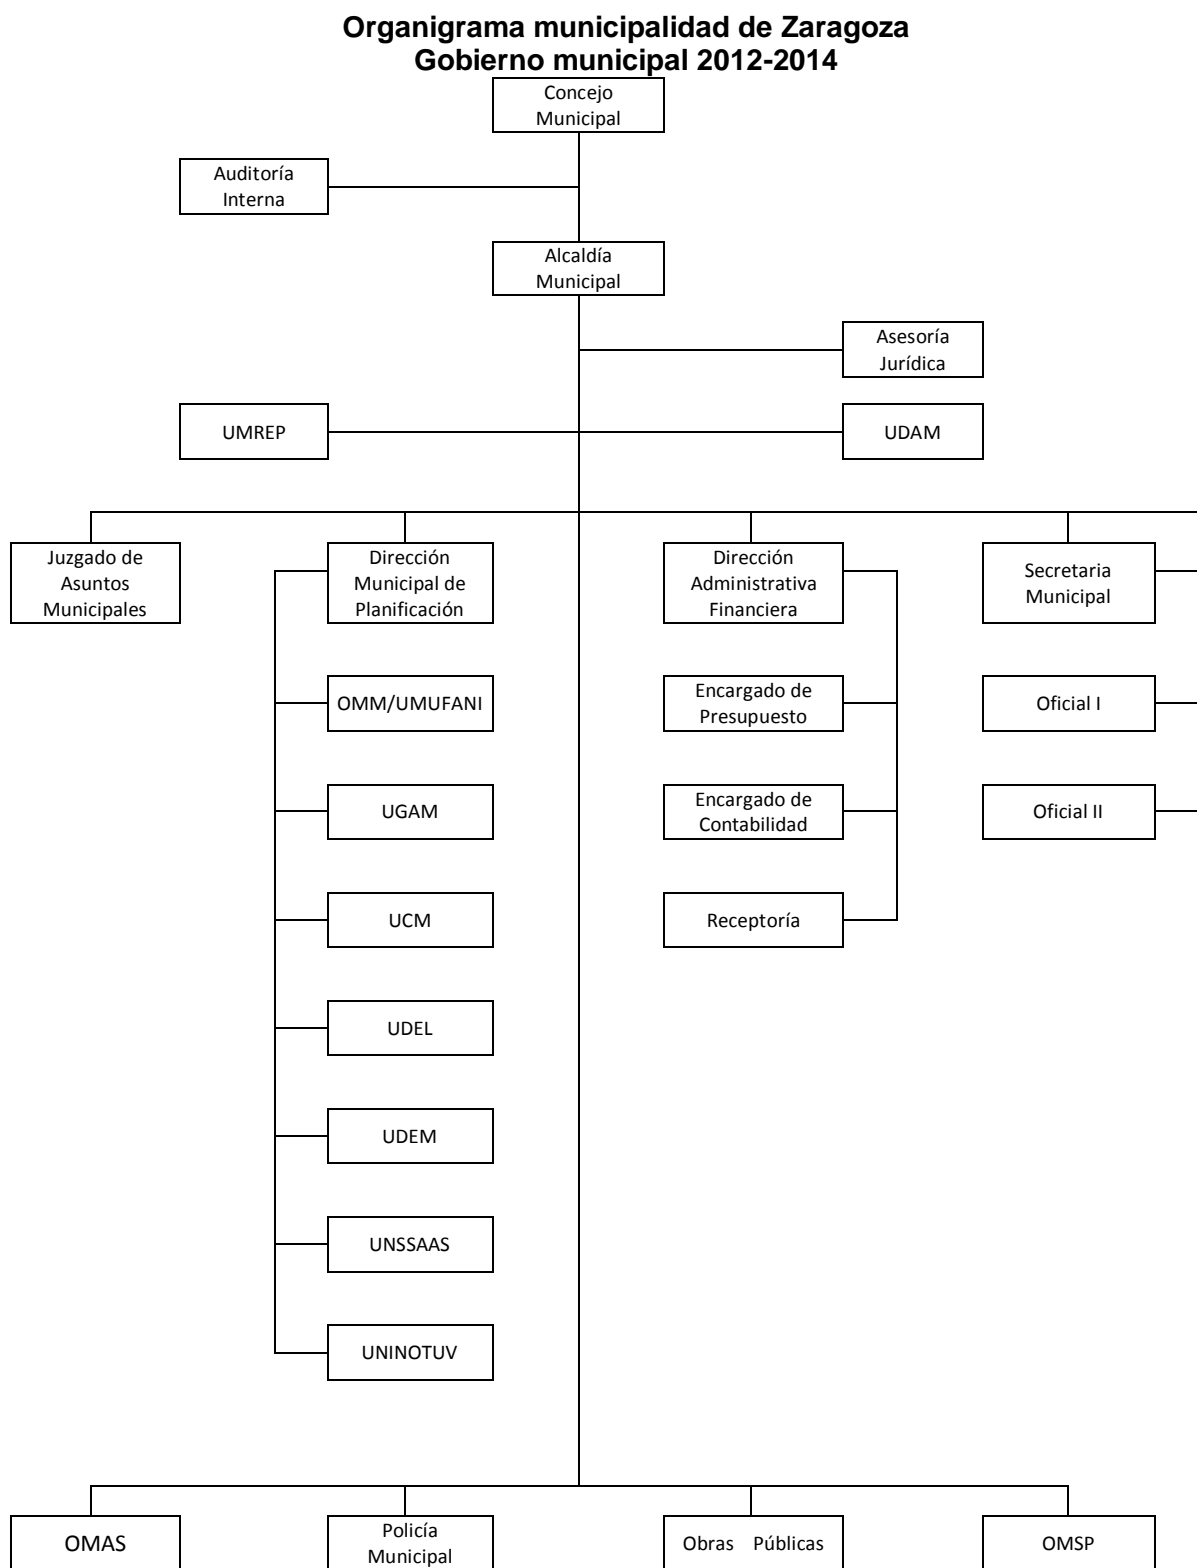 Organigrama municipalidad de Zaragoza
Gobierno municipal 2012-2014
Concejo
Municipal
Auditoría
Interna
Alcaldía
Municipal
Asesoría
Jurídica
UMREP
UDAM
Juzgado de
Asuntos
Municipales
Dirección
Municipal de
Planificación
Dirección
Administrativa
Financiera
Secretaria
Municipal
OMM/UMUFANI
Encargado de
Presupuesto
Oficial I
UGAM
Encargado de
Contabilidad
Oficial II
UCM
Receptoría
UDEL
UDEM
UNSSAAS
UNINOTUV
OMAS
Policía
Municipal
Obras Públicas
OMSP